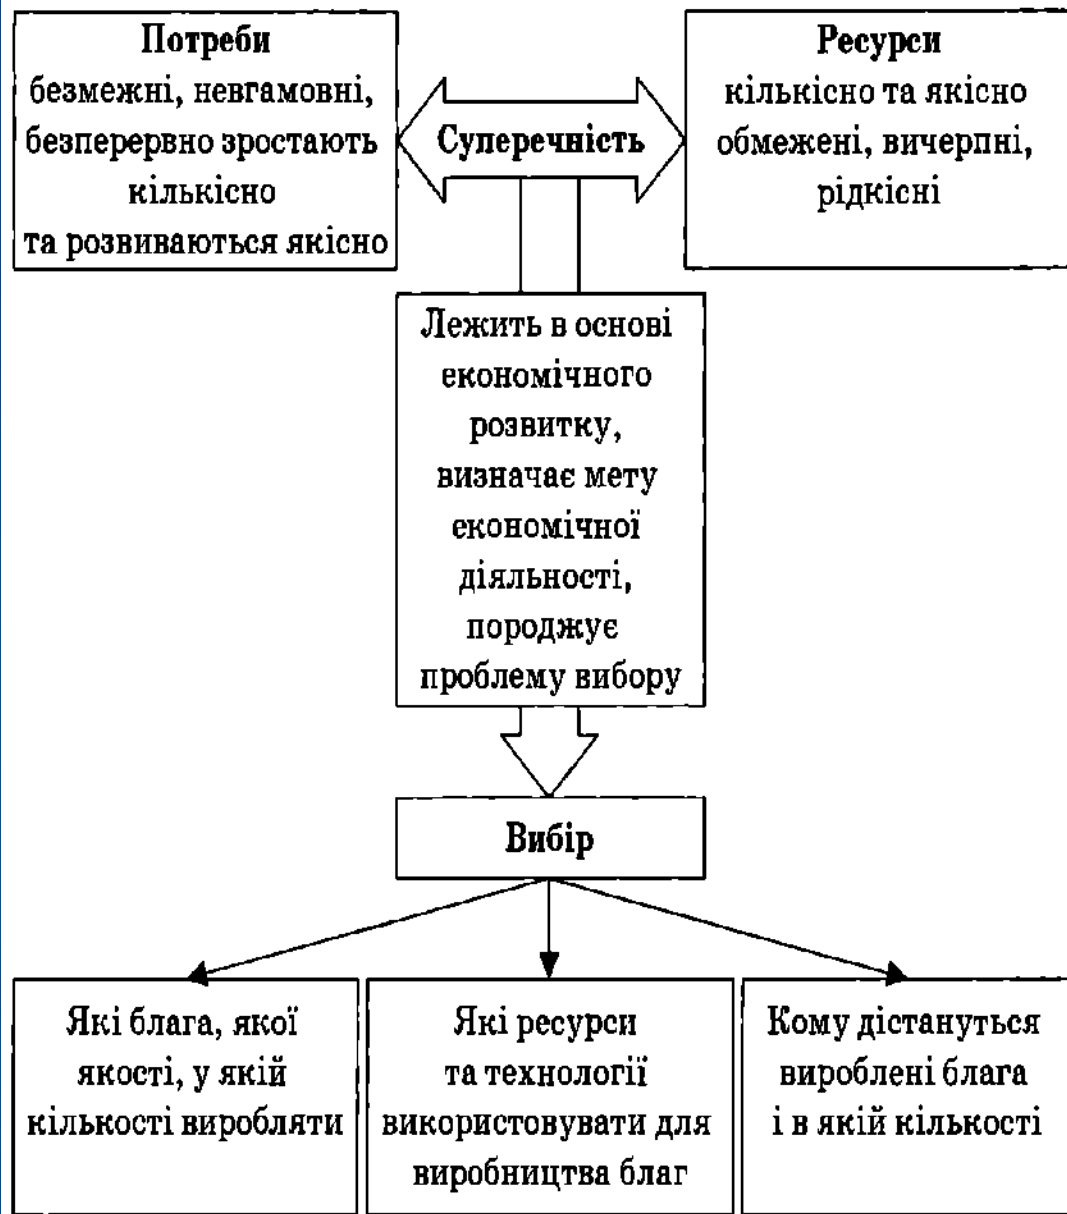 Потреби
безмежні, невгамовні,
безперервно зростають
кількісно
та розвиваються якісно
Суперечність
Ресурси
кількісно та якісно
обмежені, вичерпні,
рідкісні
Лежить в основі
економічного
розвитку,
визначає мету
економічної
діяльності,
породжує
проблему вибору
Вибір
Які блага, якої
якості, у якій
кількості виробляти
Які ресурси
та технології
використовувати для
виробництва благ
Кому дістануться
вироблені блага
і в якій кількості